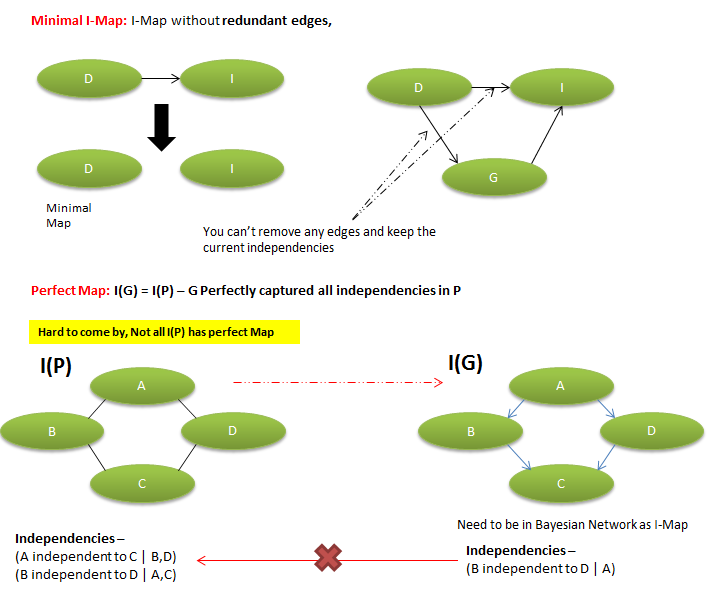 Minimal I-Map: I-Map without redundant edges,
D
I
D
I
D
I
G
Minimal
Map
You can't remove any edges and keep the
current independencies
Perfect Map: I(G) = I(P) – G Perfectly captured all independencies in P
Hard to come by, Not all I(P) has perfect Map
I(P)
A
B
D
C
I(G)
A
B
D
C
Need to be in Bayesian Network as I-Map
Independencies –
(A independent to C | B,D)
(B independent to D | A,C)
Independencies –
(B independent to D | A)